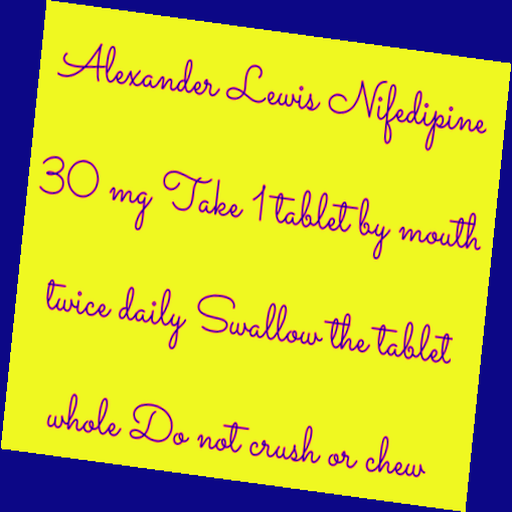 Alexander Lewis Nifedipine
30 mg Take 1 tablet by mouth
twice daily Swallow the tablet
whole Do not crush or chew